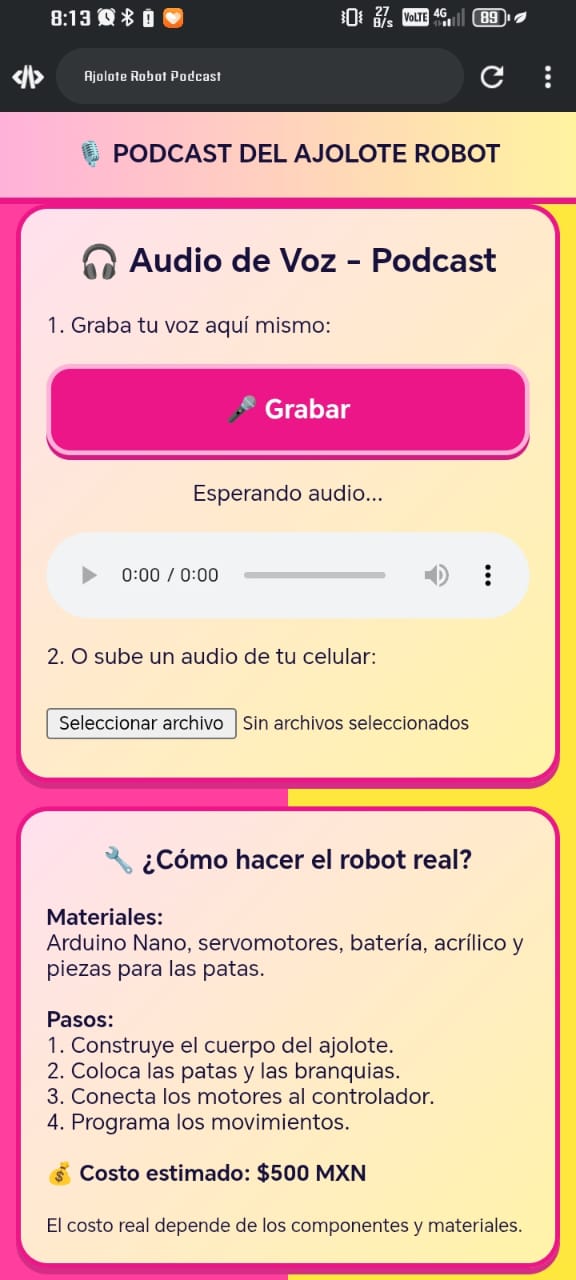 8:13
27
B/s
VoLTE
4G
89
Ajolote Robot Podcast
PODCAST DEL AJOLOTE ROBOT
Audio de Voz - Podcast
1. Graba tu voz aquí mismo:
Grabar
Esperando audio...
0:00 / 0:00
2. O sube un audio de tu celular:
Seleccionar archivo Sin archivos seleccionados
¿Cómo hacer el robot real?
Materiales:
Arduino Nano, servomotores, batería, acrílico y
piezas para las patas.
Pasos:
1. Construye el cuerpo del ajolote.
2. Coloca las patas y las branquias.
3. Conecta los motores al controlador.
4. Programa los movimientos.
Costo estimado: $500 MXN
El costo real depende de los componentes y materiales.